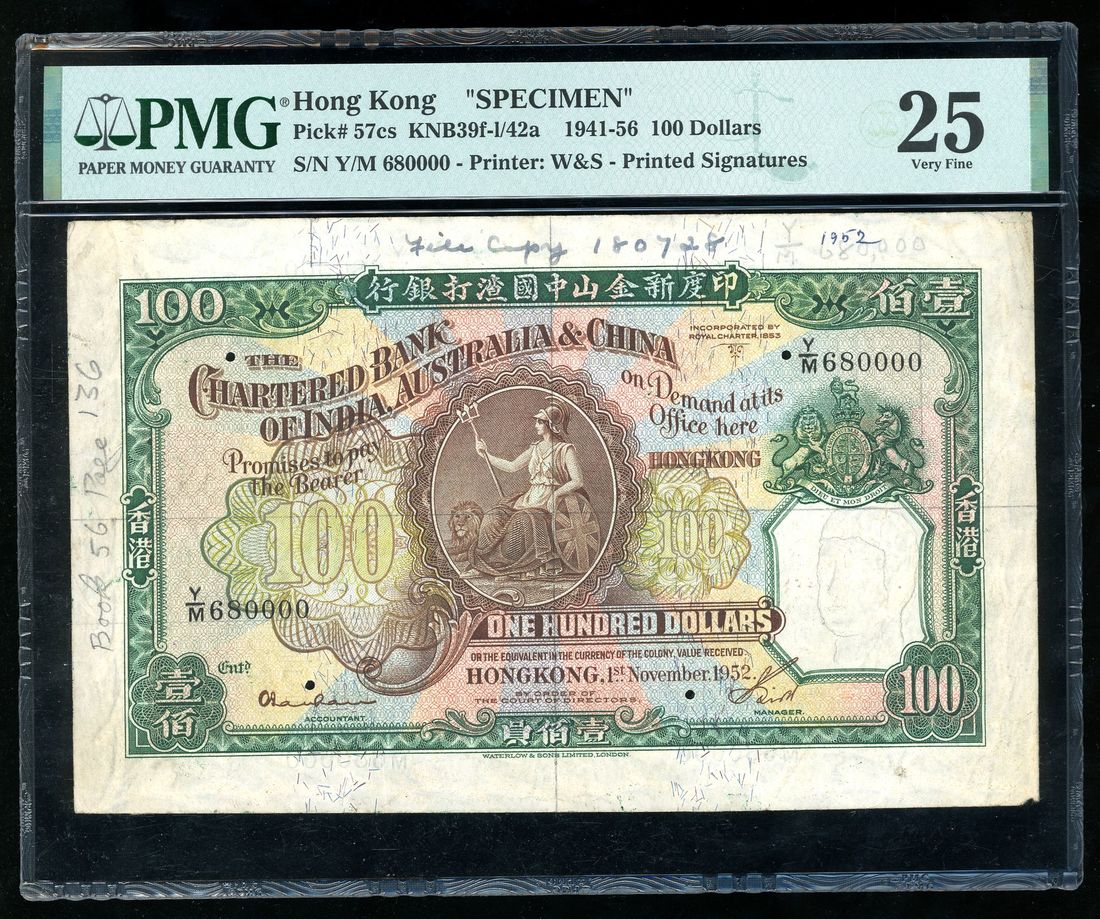 PMG® Hong Kong "SPECIMEN" 25
Pick# 57cs KNB39f-l/42a 1941-56 100 Dollars
PAPER MONEY GUARANTY S/N Y/M 680000 - Printer: W&S - Printed Signatures Very Fine
File Copy 180728 1952 Y/M 680,000
行銀打渣國中山金新度印
100 佰壹
INCORPORATED BY
ROYAL CHARTER, 1853
THE
CHARTERED BANK
OF INDIA, AUSTRALIA & CHINA
Y/M 680000
on Demand at its
Office here
HONGKONG
Promises to pay
the Bearer
DIEU ET MON DROIT
100 100
香港 香港
Book 56 Page 136
Y/M 680000
ONE HUNDRED DOLLARS
OR THE EQUIVALENT IN THE CURRENCY OF THE COLONY, VALUE RECEIVED.
HONGKONG, 1ST November, 1952.
BY ORDER OF
THE COURT OF DIRECTORS.
Entd.
ACCOUNTANT.
MANAGER.
壹佰 100
員佰壹
WATERLOW & SONS LIMITED, LONDON.